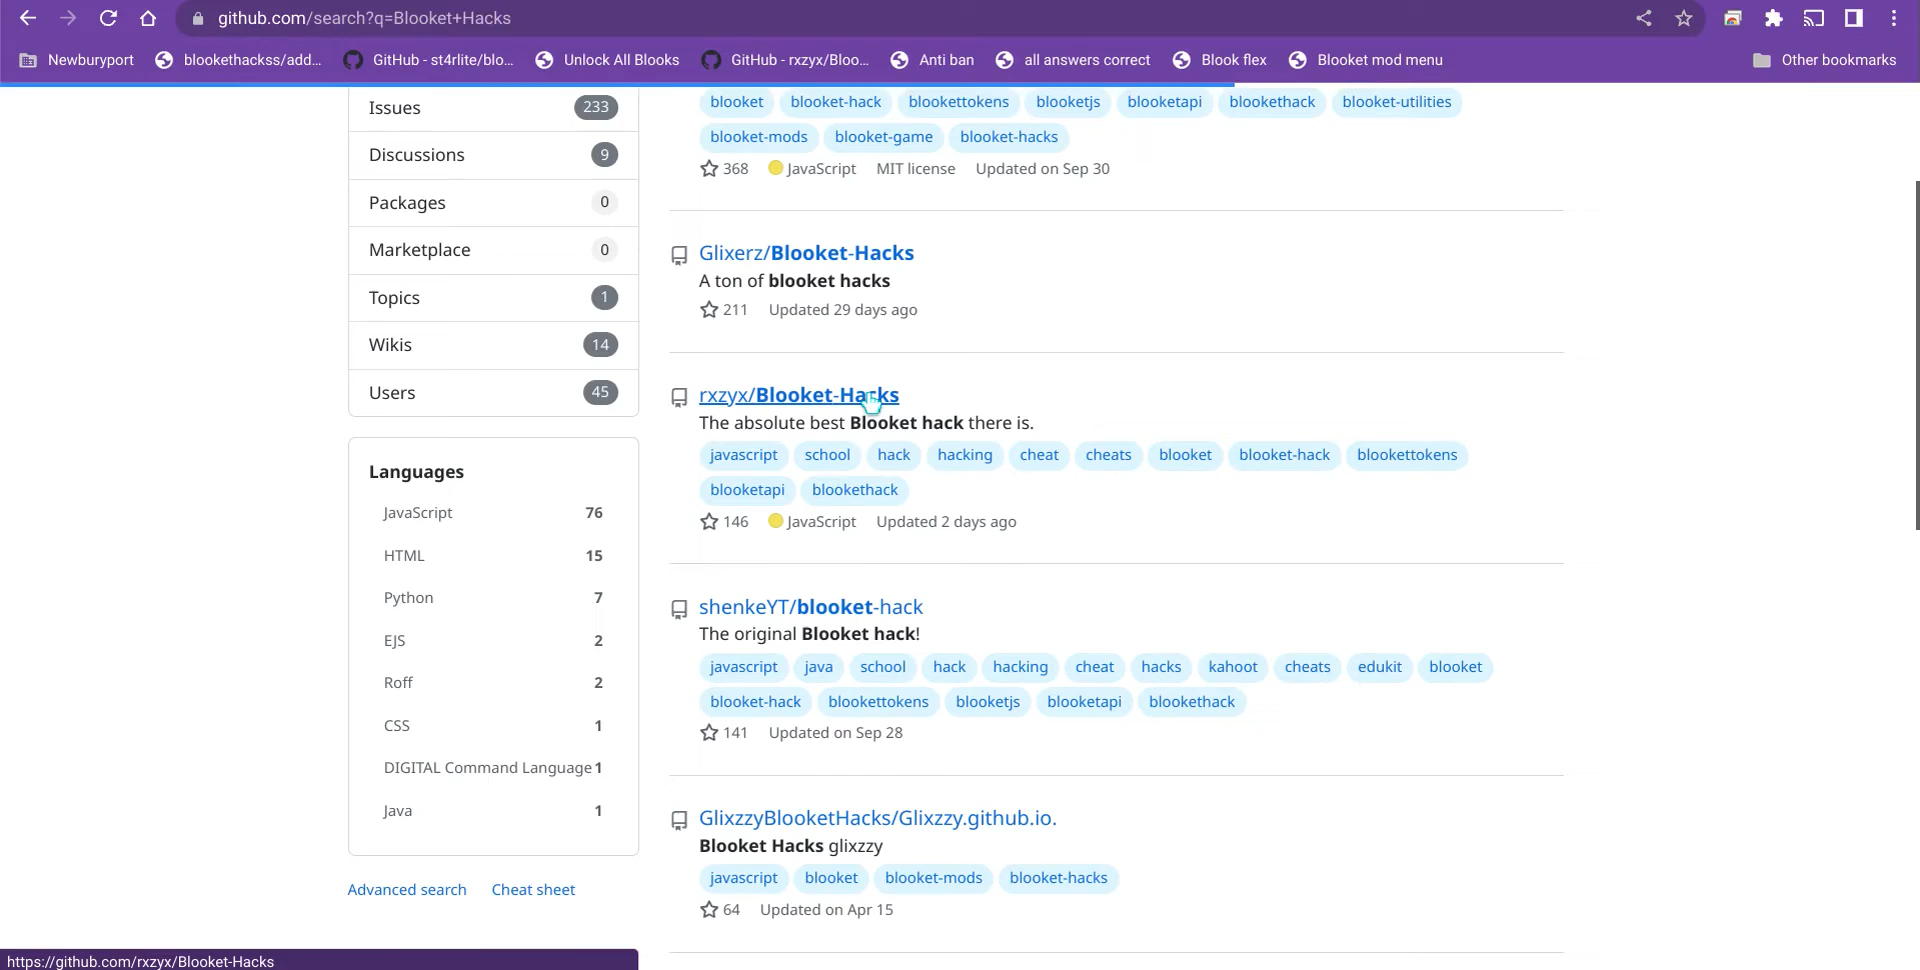 github.com/search?q=Blooket+Hacks
Newburyport blookethackss/add... GitHub - st4rlite/blo... Unlock All Blooks GitHub - rxzyx/Bloo... Anti ban all answers correct Blook flex Blooket mod menu Other bookmarks
Issues 233
Discussions 9
Packages 0
Marketplace 0
Topics 1
Wikis 14
Users 45
Languages
JavaScript 76
HTML 15
Python 7
EJS 2
Roff 2
CSS 1
DIGITAL Command Language 1
Java 1
Advanced search Cheat sheet
blooket blooket-hack blookettokens blooketjs blooketapi blookethack blooket-utilities
blooket-mods blooket-game blooket-hacks
368 JavaScript MIT license Updated on Sep 30
Glixerz/Blooket-Hacks
A ton of blooket hacks
211 Updated 29 days ago
rxzyx/Blooket-Hacks
The absolute best Blooket hack there is.
javascript school hack hacking cheat cheats blooket blooket-hack blookettokens
blooketapi blookethack
146 JavaScript Updated 2 days ago
shenkeYT/blooket-hack
The original Blooket hack!
javascript java school hack hacking cheat hacks kahoot cheats edukit blooket
blooket-hack blookettokens blooketjs blooketapi blookethack
141 Updated on Sep 28
GlixzzyBlooketHacks/Glixzzy.github.io.
Blooket Hacks glixzzy
javascript blooket blooket-mods blooket-hacks
64 Updated on Apr 15
https://github.com/rxzyx/Blooket-Hacks